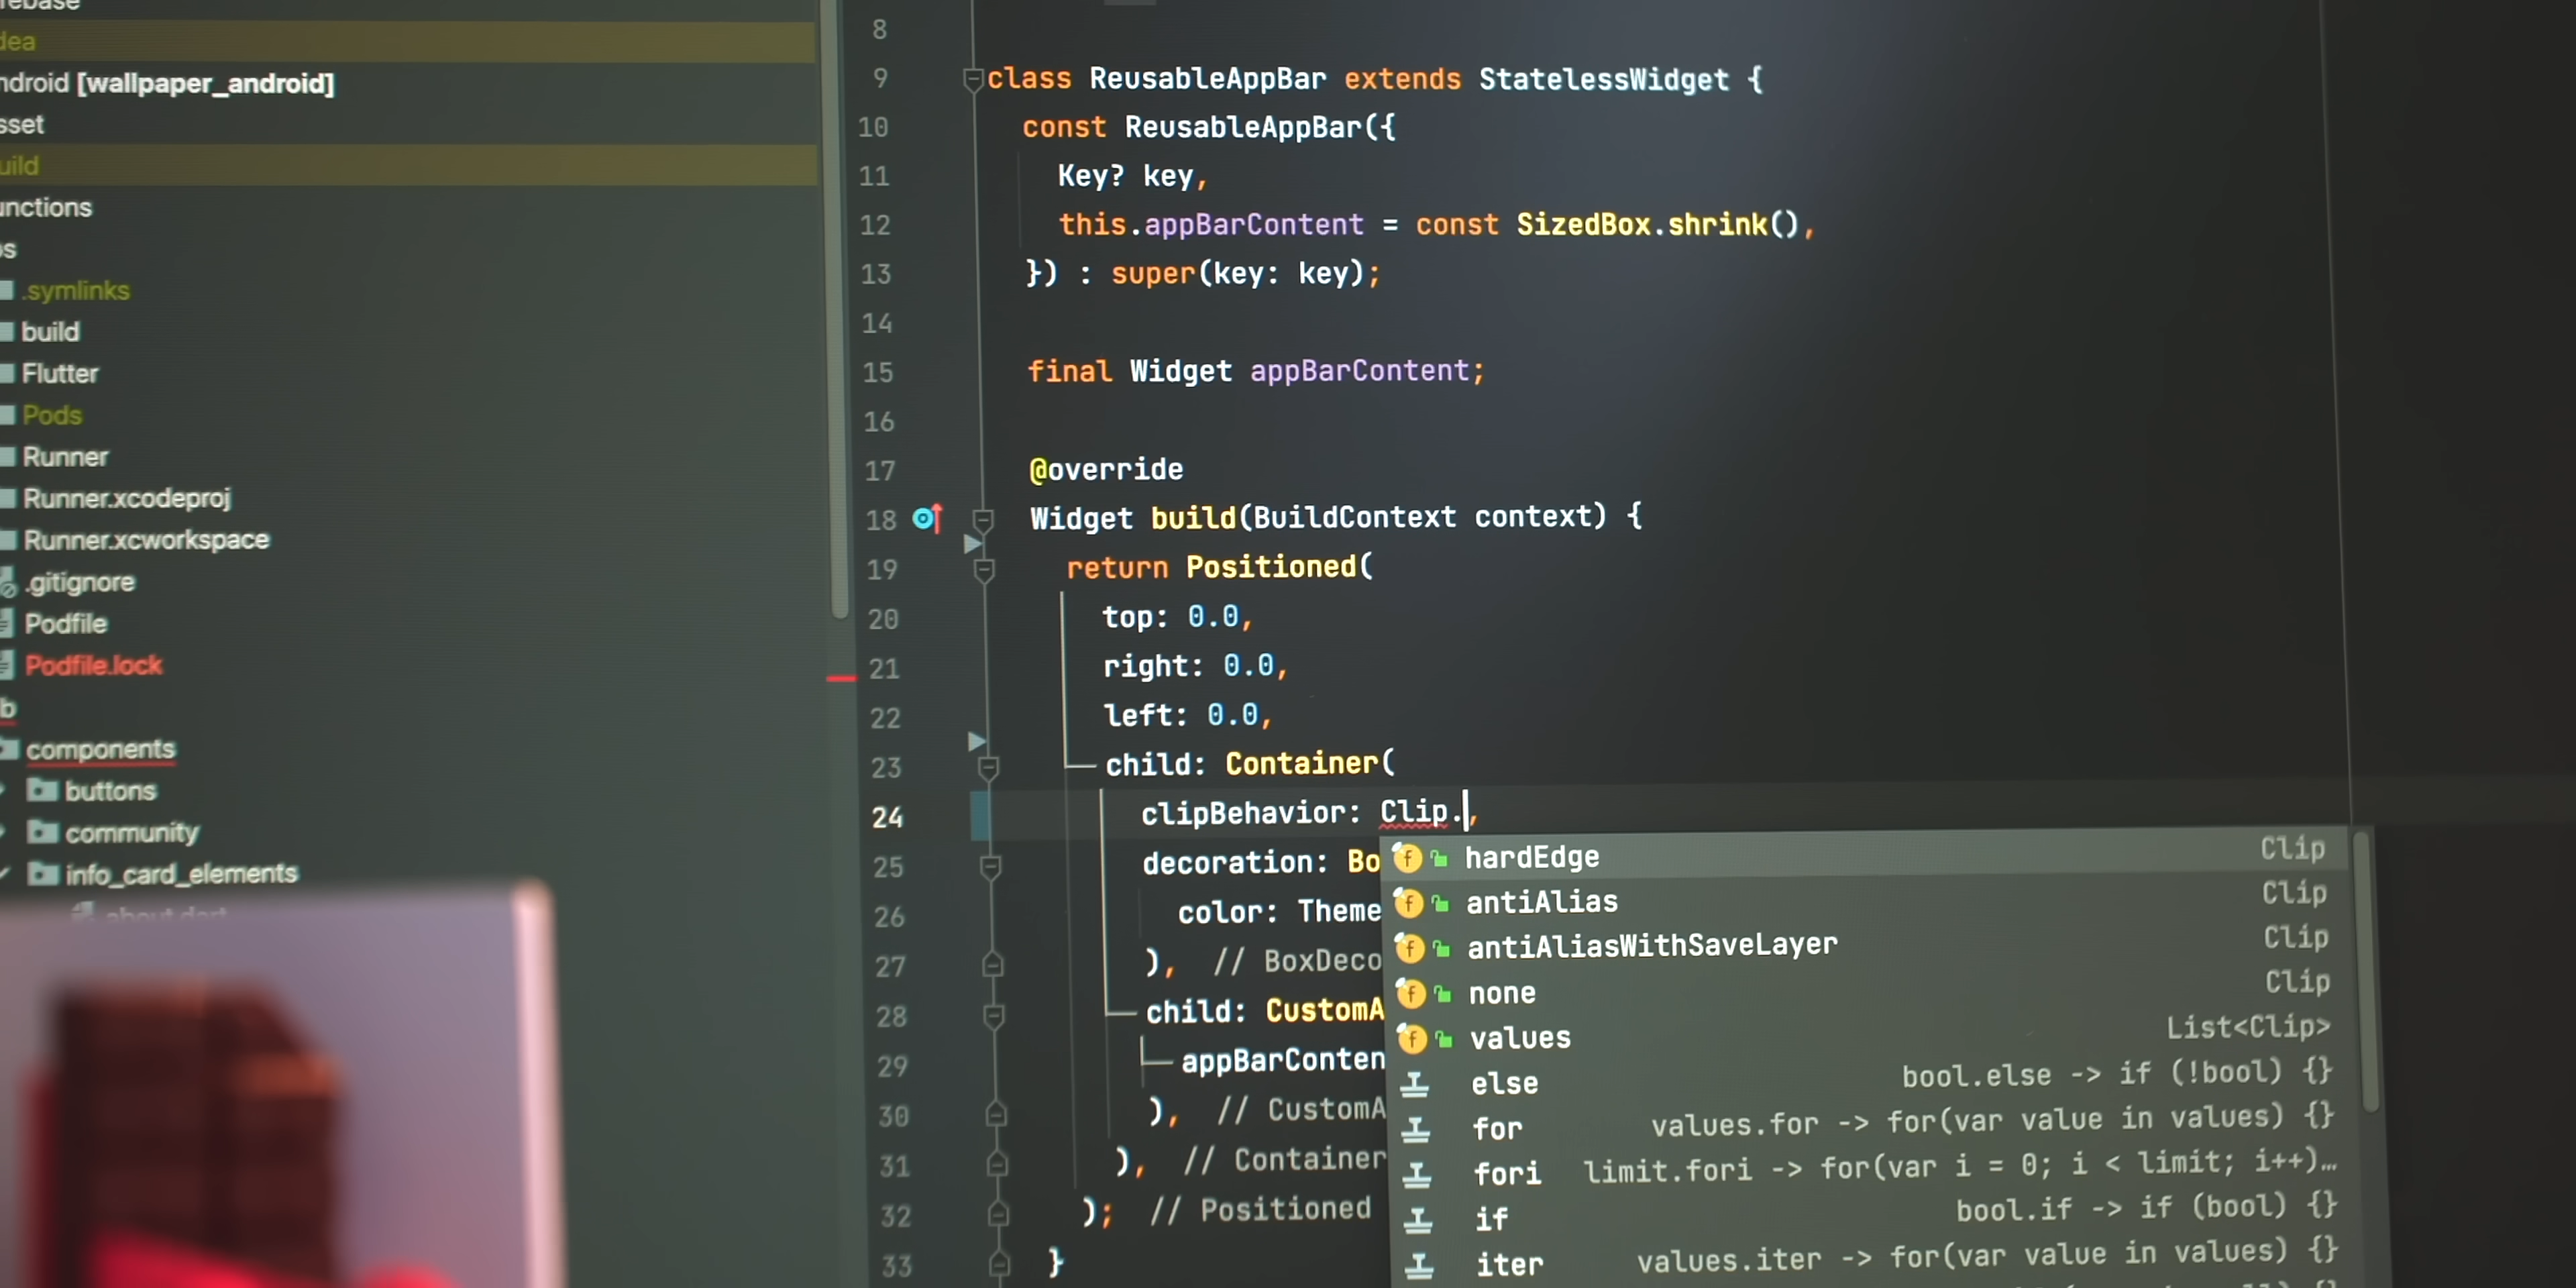 [wallpaper_android]
.symlinks
build
Flutter
Pods
Runner
Runner.xcodeproj
Runner.xcworkspace
.gitignore
Podfile
Podfile.lock
components
buttons
community
info_card_elements
about.dart
8
9 class ReusableAppBar extends StatelessWidget {
10 const ReusableAppBar({
11 Key? key,
12 this.appBarContent = const SizedBox.shrink(),
13 }) : super(key: key);
14
15 final Widget appBarContent;
16
17 @override
18 Widget build(BuildContext context) {
19 return Positioned(
20 top: 0.0,
21 right: 0.0,
22 left: 0.0,
23 child: Container(
24 clipBehavior: Clip.,
25 decoration: Bo
26 color: Theme
27 ), // BoxDeco
28 child: CustomA
29 appBarConten
30 ), // CustomA
31 ), // Container
32 ); // Positioned
33 }
hardEdge Clip
antiAlias Clip
antiAliasWithSaveLayer Clip
none Clip
values List<Clip>
else bool.else -> if (!bool) {}
for values.for -> for(var value in values) {}
fori limit.fori -> for(var i = 0; i < limit; i++)…
if bool.if -> if (bool) {}
iter values.iter -> for(var value in values) {}